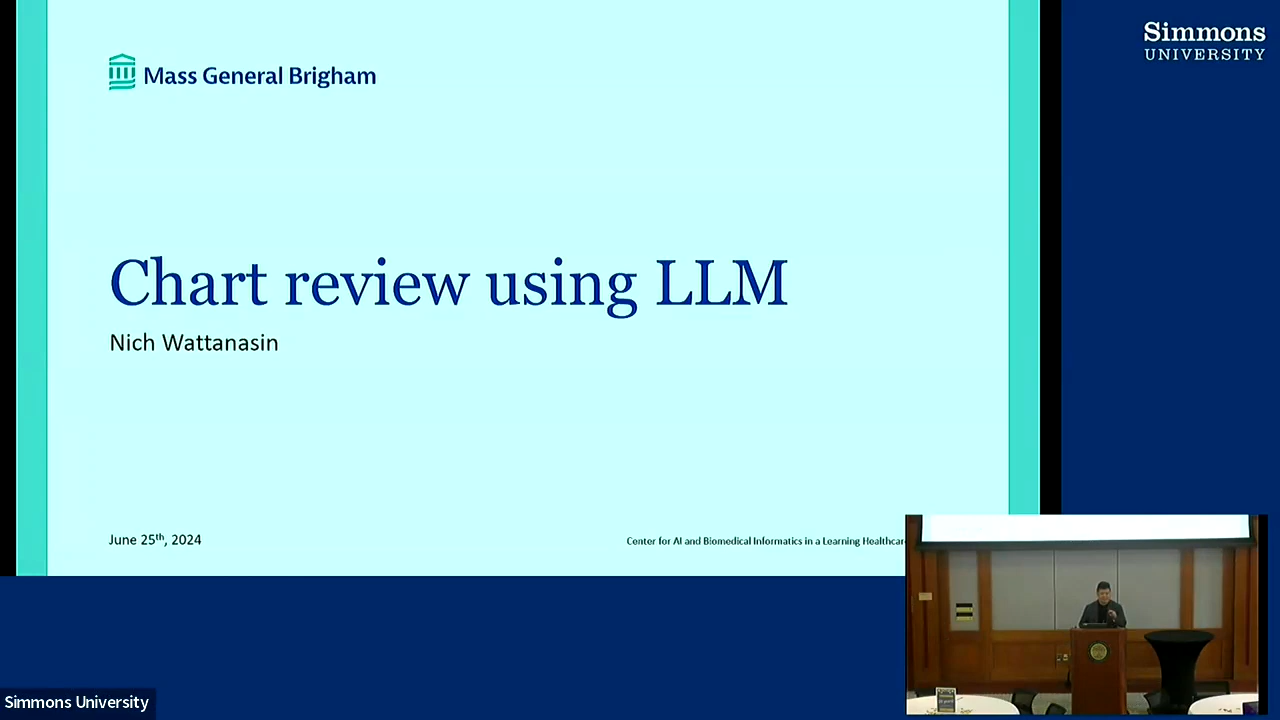 Mass General Brigham
Simmons
UNIVERSITY
Chart review using LLM
Nich Wattanasin
June 25th, 2024
Center for AI and Biomedical Informatics in a Learning Healthcar
Simmons University